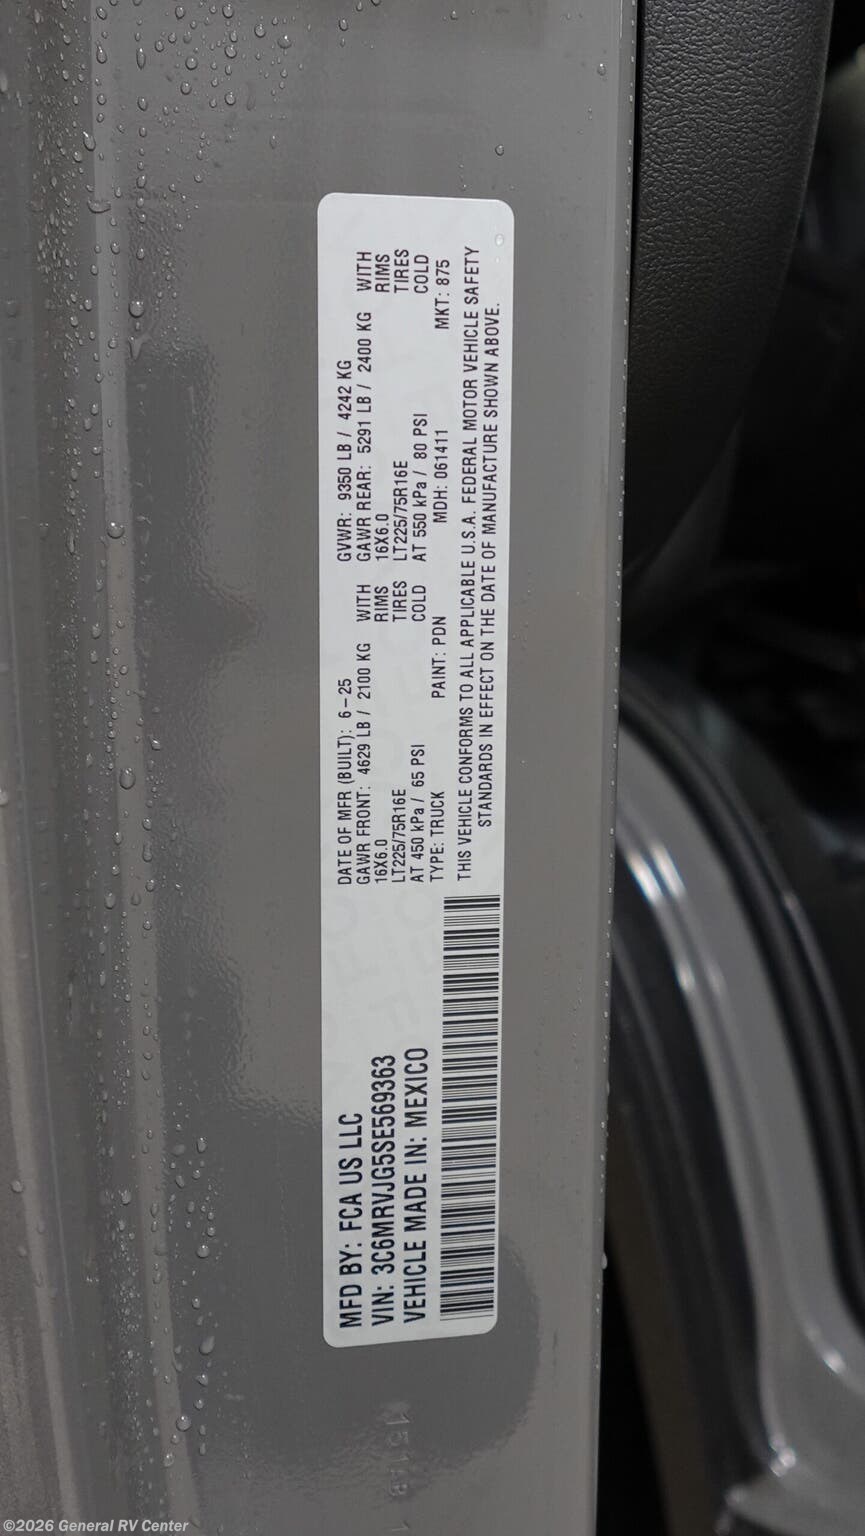 MFD BY: FCA US LLC
VIN: 3C6MRVJG5SE569363
VEHICLE MADE IN: MEXICO
DATE OF MFR (BUILT): 6-25 GVWR: 9350 LB / 4242 KG
GAWR FRONT: 4629 LB / 2100 KG WITH GAWR REAR: 5291 LB / 2400 KG WITH
16X6.0 RIMS 16X6.0 RIMS
LT225/75R16E TIRES LT225/75R16E TIRES
AT 450 kPa / 65 PSI COLD AT 550 kPa / 80 PSI COLD
TYPE: TRUCK PAINT: PDN MDH: 061411 MKT: 875
THIS VEHICLE CONFORMS TO ALL APPLICABLE U.S.A. FEDERAL MOTOR VEHICLE SAFETY
STANDARDS IN EFFECT ON THE DATE OF MANUFACTURE SHOWN ABOVE.
©2026 General RV Center